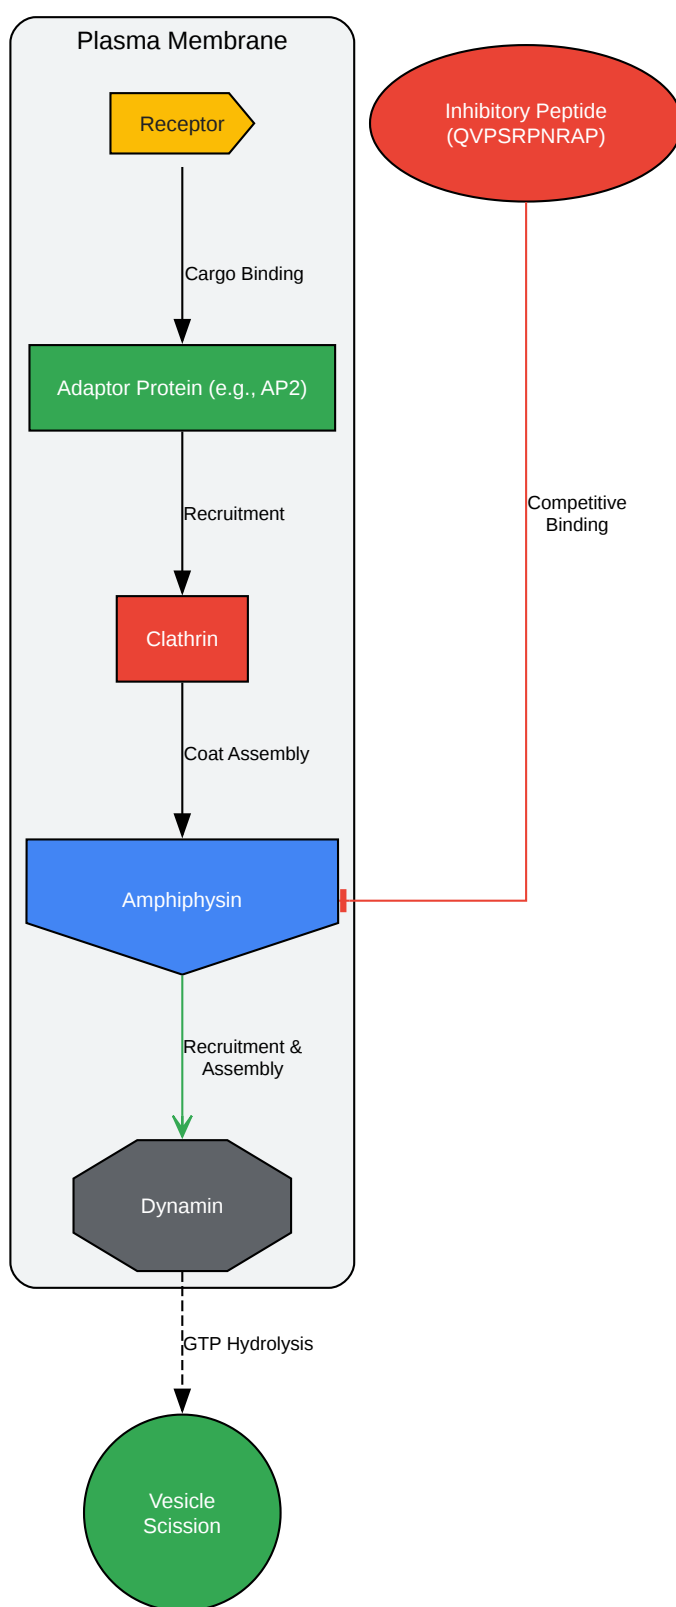 Plasma Membrane
Receptor
Inhibitory Peptide
(QVPSRPNRAP)
Cargo Binding
Adaptor Protein (e.g., AP2)
Recruitment
Competitive
Binding
Clathrin
Coat Assembly
Amphiphysin
Recruitment &
Assembly
Dynamin
GTP Hydrolysis
Vesicle
Scission